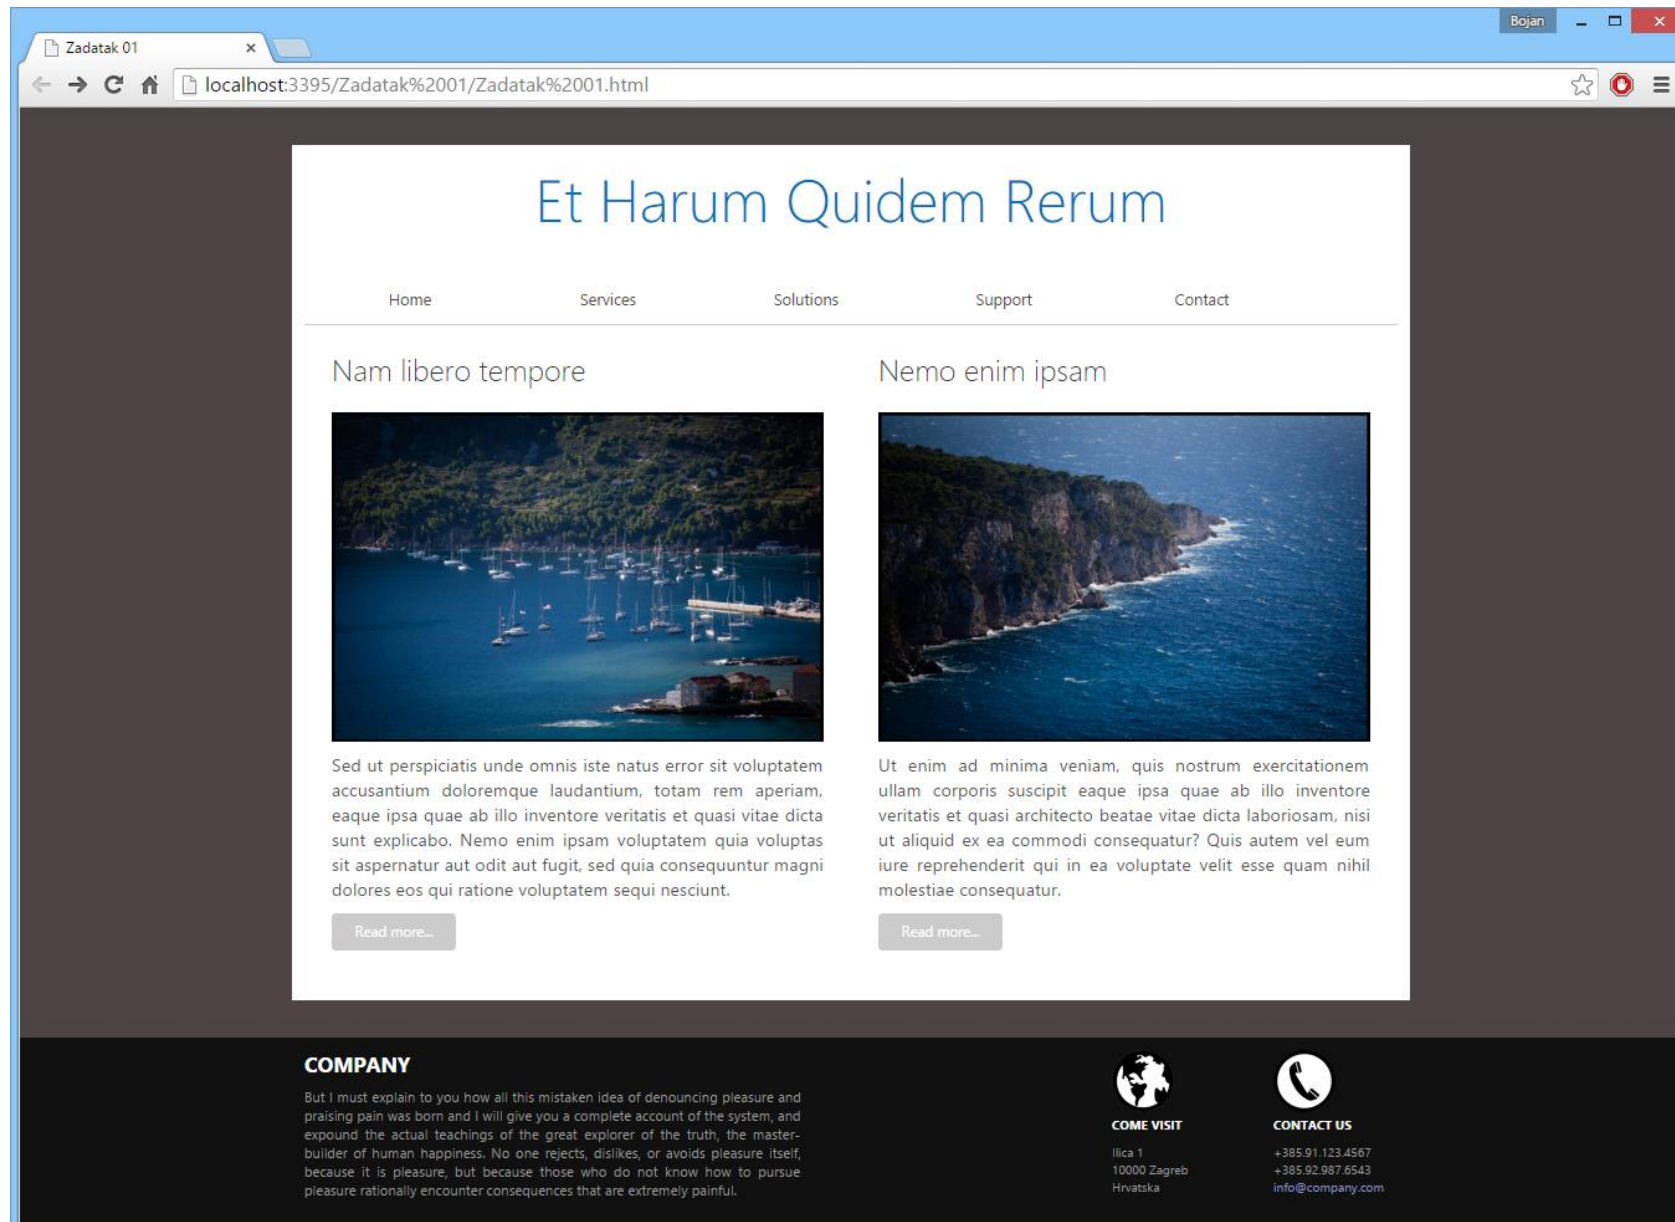 Bojan
Zadatak 01
localhost:3395/Zadatak%2001/Zadatak%2001.html
Et Harum Quidem Rerum
Home Services Solutions Support Contact
Nam libero tempore
Sed ut perspiciatis unde omnis iste natus error sit voluptatem
accusantium doloremque laudantium, totam rem aperiam,
eaque ipsa quae ab illo inventore veritatis et quasi vitae dicta
sunt explicabo. Nemo enim ipsam voluptatem quia voluptas
sit aspernatur aut odit aut fugit, sed quia consequuntur magni
dolores eos qui ratione voluptatem sequi nesciunt.
Read more...
Nemo enim ipsam
Ut enim ad minima veniam, quis nostrum exercitationem
ullam corporis suscipit eaque ipsa quae ab illo inventore
veritatis et quasi architecto beatae vitae dicta laboriosam, nisi
ut aliquid ex ea commodi consequatur? Quis autem vel eum
iure reprehenderit qui in ea voluptate velit esse quam nihil
molestiae consequatur.
Read more...
COMPANY
But I must explain to you how all this mistaken idea of denouncing pleasure and
praising pain was born and I will give you a complete account of the system, and
expound the actual teachings of the great explorer of the truth, the master-
builder of human happiness. No one rejects, dislikes, or avoids pleasure itself,
because it is pleasure, but because those who do not know how to pursue
pleasure rationally encounter consequences that are extremely painful.
COME VISIT
Ilica 1
10000 Zagreb
Hrvatska
CONTACT US
+385.91.123.4567
+385.92.987.6543
info@company.com